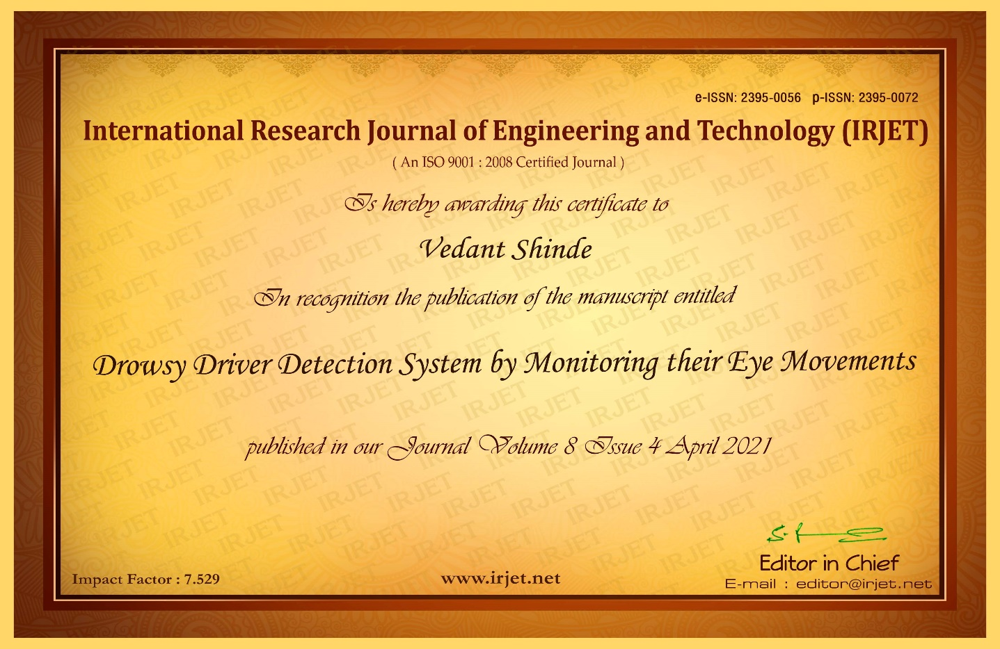 e-ISSN: 2395-0056 p-ISSN: 2395-0072
International Research Journal of Engineering and Technology (IRJET)
( An ISO 9001 : 2008 Certified Journal )
Is hereby awarding this certificate to
Vedant Shinde
In recognition the publication of the manuscript entitled
Drowsy Driver Detection System by Monitoring their Eye Movements
published in our Journal Volume 8 Issue 4 April 2021
Editor in Chief
Impact Factor : 7.529
www.irjet.net
E-mail : editor@irjet.net